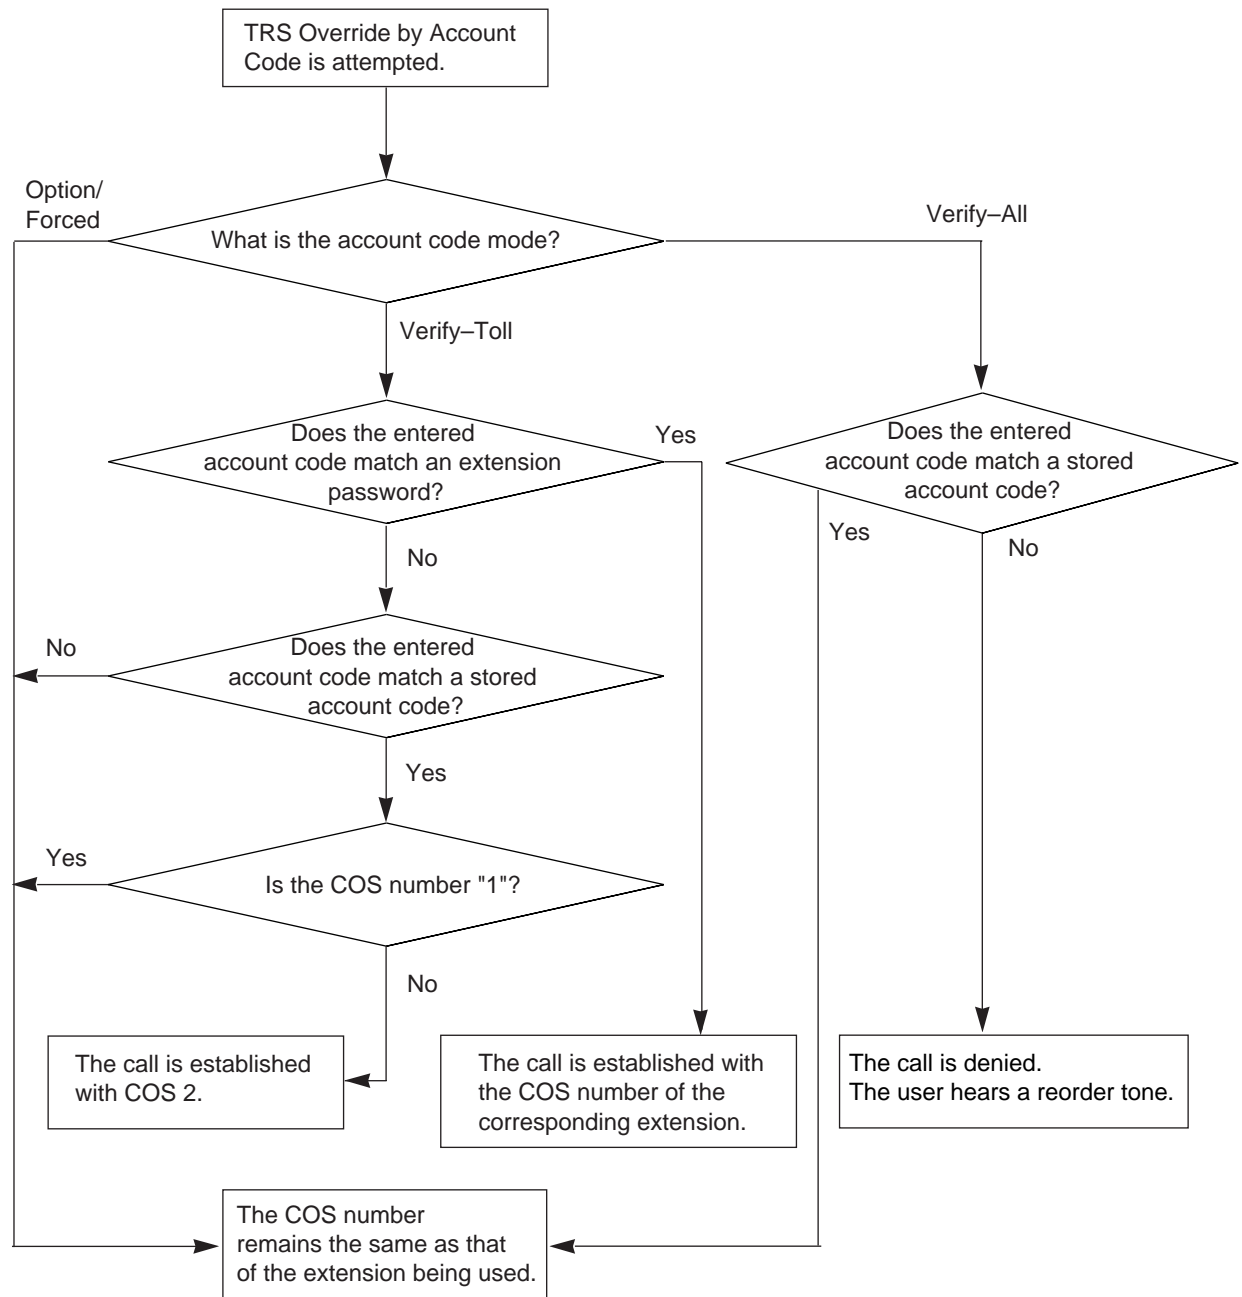 TRS Override by Account
Code is attempted.
Option/
Forced
What is the account code mode?
Verify–All
Verify–Toll
Does the entered
account code match an extension
password?
Yes
Does the entered
account code match a stored
account code?
Yes
No
No
Does the entered
account code match a stored
account code?
No
Yes
Is the COS number "1"?
Yes
No
The call is established
with COS 2.
The call is established with
the COS number of the
corresponding extension.
The call is denied.
The user hears a reorder tone.
The COS number
remains the same as that
of the extension being used.